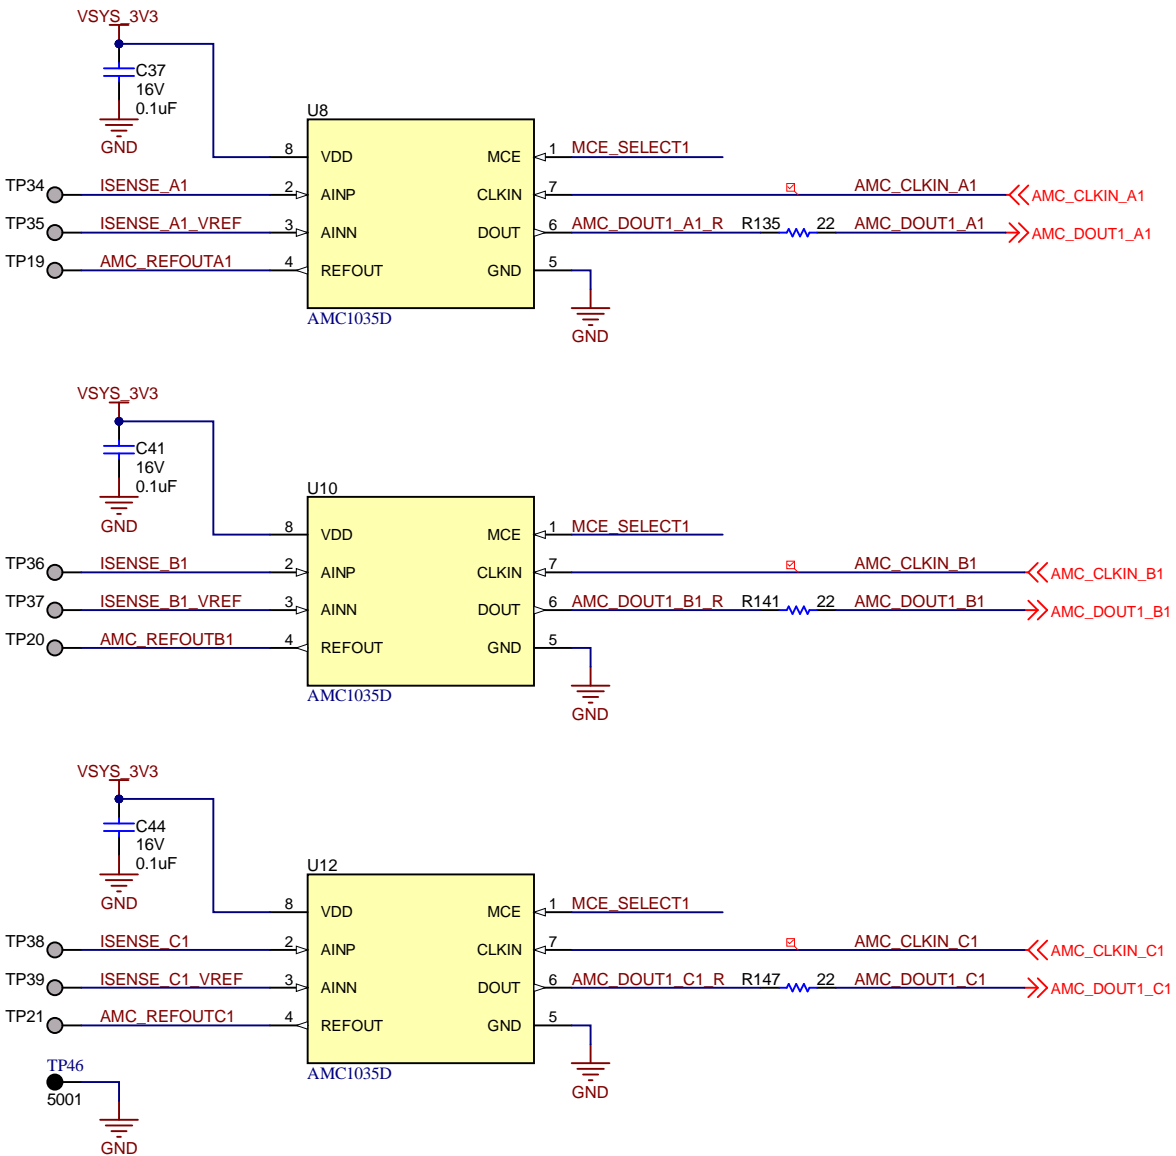 VSYS_3V3
C37
16V
0.1uF
GND
U8
8 VDD MCE 1 MCE_SELECT1
TP34 ISENSE_A1 2 AINP CLKIN 7 AMC_CLKIN_A1 AMC_CLKIN_A1
TP35 ISENSE_A1_VREF 3 AINN DOUT 6 AMC_DOUT1_A1_R R135 22 AMC_DOUT1_A1 AMC_DOUT1_A1
TP19 AMC_REFOUTA1 4 REFOUT GND 5
AMC1035D
GND
VSYS_3V3
C41
16V
0.1uF
GND
U10
8 VDD MCE 1 MCE_SELECT1
TP36 ISENSE_B1 2 AINP CLKIN 7 AMC_CLKIN_B1 AMC_CLKIN_B1
TP37 ISENSE_B1_VREF 3 AINN DOUT 6 AMC_DOUT1_B1_R R141 22 AMC_DOUT1_B1 AMC_DOUT1_B1
TP20 AMC_REFOUTB1 4 REFOUT GND 5
AMC1035D
GND
VSYS_3V3
C44
16V
0.1uF
GND
U12
8 VDD MCE 1 MCE_SELECT1
TP38 ISENSE_C1 2 AINP CLKIN 7 AMC_CLKIN_C1 AMC_CLKIN_C1
TP39 ISENSE_C1_VREF 3 AINN DOUT 6 AMC_DOUT1_C1_R R147 22 AMC_DOUT1_C1 AMC_DOUT1_C1
TP21 AMC_REFOUTC1 4 REFOUT GND 5
AMC1035D
GND
TP46
5001
GND